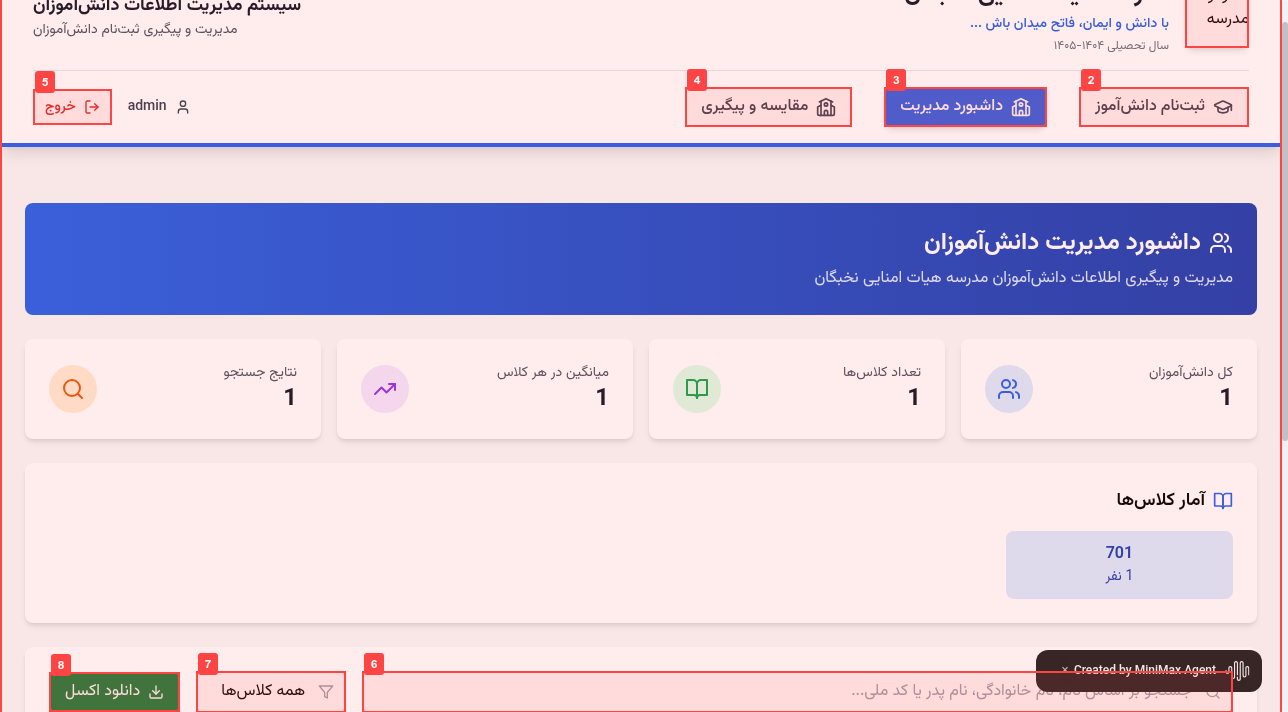 مدرسه
سیستم مدیریت اطلاعات دانش‌آموزان
با دانش و ایمان، فاتح میدان باش ...
مدیریت و پیگیری ثبت‌نام دانش‌آموزان
سال تحصیلی ۱۴۰۴-۱۴۰۵
2
ثبت‌نام دانش‌آموز
3
داشبورد مدیریت
4
مقایسه و پیگیری
admin
5
خروج
داشبورد مدیریت دانش‌آموزان
مدیریت و پیگیری اطلاعات دانش‌آموزان مدرسه هیات امنایی نخبگان
کل دانش‌آموزان
1
تعداد کلاس‌ها
1
میانگین در هر کلاس
1
نتایج جستجو
1
آمار کلاس‌ها
701
1 نفر
Created by MiniMax Agent ×
6
جستجو بر اساس نام، نام خانوادگی، نام پدر یا کد ملی...
7
همه کلاس‌ها
8
دانلود اکسل